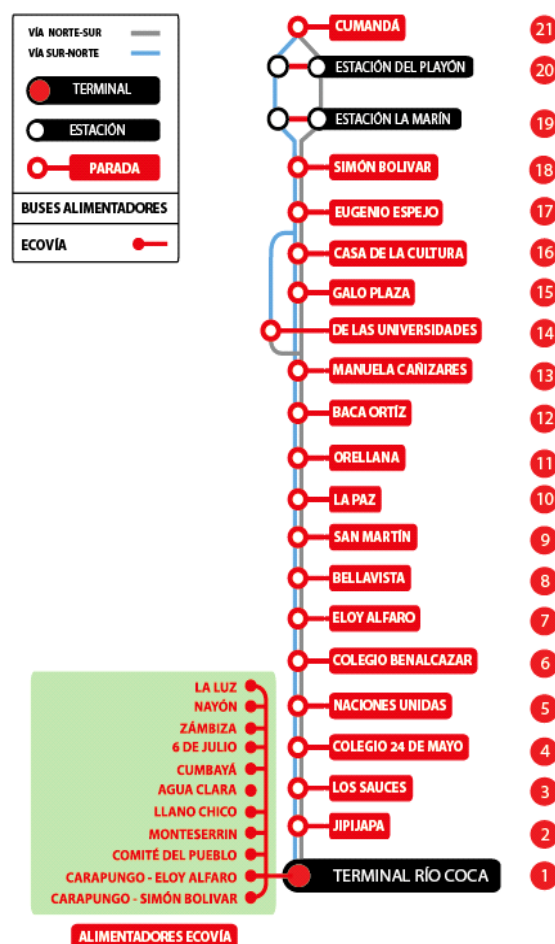 VÍA NORTE-SUR
VÍA SUR-NORTE
TERMINAL
ESTACIÓN
PARADA
BUSES ALIMENTADORES
ECOVÍA
CUMANDÁ 21
ESTACIÓN DEL PLAYÓN 20
ESTACIÓN LA MARÍN 19
SIMÓN BOLIVAR 18
EUGENIO ESPEJO 17
CASA DE LA CULTURA 16
GALO PLAZA 15
DE LAS UNIVERSIDADES 14
MANUELA CAÑIZARES 13
BACA ORTÍZ 12
ORELLANA 11
LA PAZ 10
SAN MARTÍN 9
BELLAVISTA 8
ELOY ALFARO 7
COLEGIO BENALCAZAR 6
NACIONES UNIDAS 5
COLEGIO 24 DE MAYO 4
LOS SAUCES 3
JIPIJAPA 2
TERMINAL RÍO COCA 1
LA LUZ
NAYÓN
ZÁMBIZA
6 DE JULIO
CUMBAYÁ
AGUA CLARA
LLANO CHICO
MONTESERRIN
COMITÉ DEL PUEBLO
CARAPUNGO - ELOY ALFARO
CARAPUNGO - SIMÓN BOLIVAR
ALIMENTADORES ECOVÍA